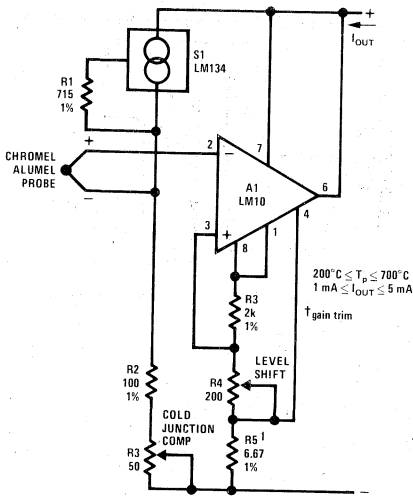 +
I OUT
S1
LM134
R1
715
1%
CHROMEL
ALUMEL
PROBE
+
−
2
−
7
6
A1
LM10
4
3
+
8
1
200°C ≤ Tp ≤ 700°C
1 mA ≤ IOUT ≤ 5 mA
†gain trim
R3
2k
1%
LEVEL
SHIFT
R2
100
1%
R4
200
COLD
JUNCTION
COMP
R5†
6.67
1%
R3
50
−